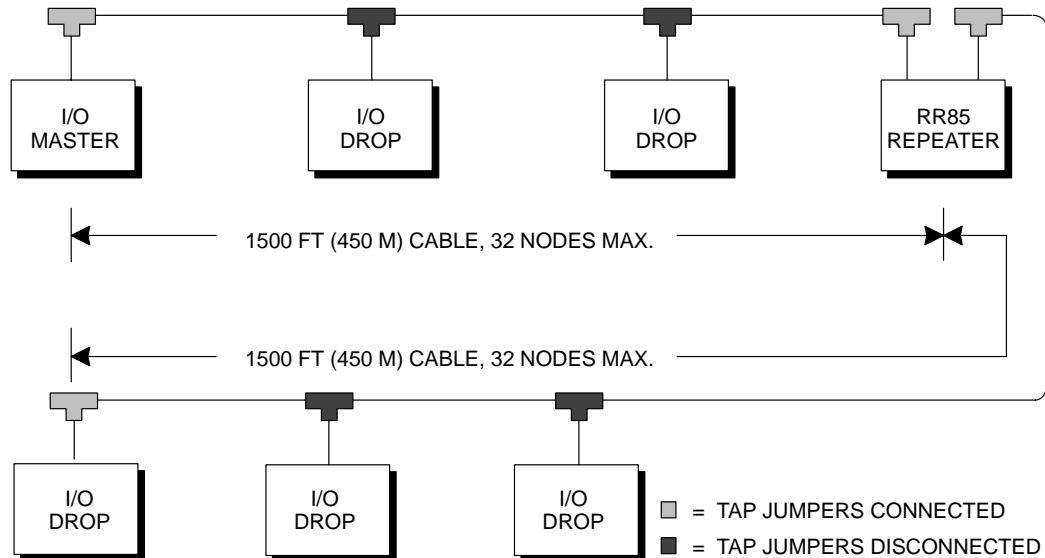 I/O
MASTER
I/O
DROP
I/O
DROP
RR85
REPEATER
1500 FT (450 M) CABLE, 32 NODES MAX.
1500 FT (450 M) CABLE, 32 NODES MAX.
I/O
DROP
I/O
DROP
I/O
DROP
= TAP JUMPERS CONNECTED
= TAP JUMPERS DISCONNECTED